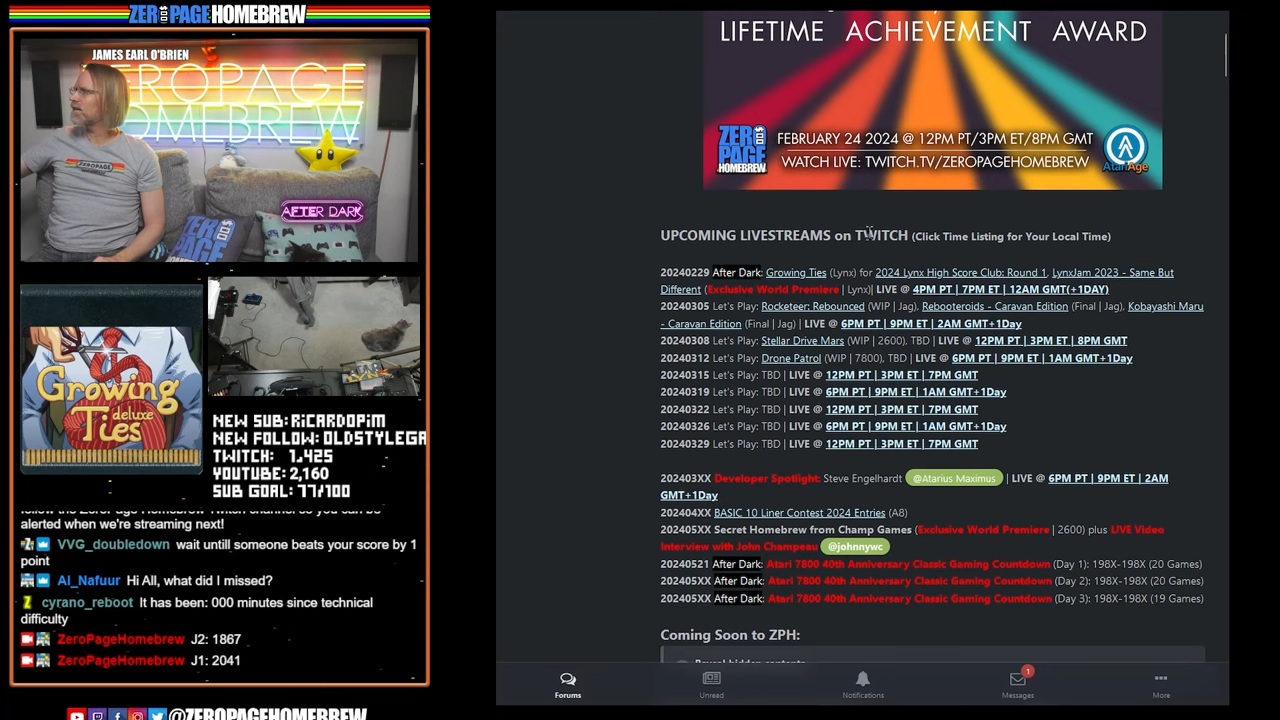 ZERO PAGE HOMEBREW
JAMES EARL O'BRIEN
ZEROPAGE
HOMEBREW
AFTER DARK
Growing
deluxe
Ties
NEW SUB: RICARDOPIM
NEW FOLLOW: OLDSTYLEGA
TWITCH: 1,425
YOUTUBE: 2,160
SUB GOAL: 77/100
alerted when we're streaming next!
VVG_doubledown wait untill someone beats your score by 1
point
Al_Nafuur Hi All, what did I missed?
cyrano_reboot It has been: 000 minutes since technical
difficulty
ZeroPageHomebrew J2: 1867
ZeroPageHomebrew J1: 2041
@ZEROPAGEHOMEBREW
LIFETIME ACHIEVEMENT AWARD
ZERO PAGE HOMEBREW
FEBRUARY 24 2024 @ 12PM PT/3PM ET/8PM GMT
WATCH LIVE: TWITCH.TV/ZEROPAGEHOMEBREW
AtariAge
UPCOMING LIVESTREAMS on TWITCH (Click Time Listing for Your Local Time)
20240229 After Dark: Growing Ties (Lynx) for 2024 Lynx High Score Club: Round 1, LynxJam 2023 - Same But
Different (Exclusive World Premiere | Lynx)| LIVE @ 4PM PT | 7PM ET | 12AM GMT(+1DAY)
20240305 Let's Play: Rocketeer: Rebounced (WIP | Jag), Rebooteroids - Caravan Edition (Final | Jag), Kobayashi Maru
- Caravan Edition (Final | Jag) | LIVE @ 6PM PT | 9PM ET | 2AM GMT+1Day
20240308 Let's Play: Stellar Drive Mars (WIP | 2600), TBD | LIVE @ 12PM PT | 3PM ET | 8PM GMT
20240312 Let's Play: Drone Patrol (WIP | 7800), TBD | LIVE @ 6PM PT | 9PM ET | 1AM GMT+1Day
20240315 Let's Play: TBD | LIVE @ 12PM PT | 3PM ET | 7PM GMT
20240319 Let's Play: TBD | LIVE @ 6PM PT | 9PM ET | 1AM GMT+1Day
20240322 Let's Play: TBD | LIVE @ 12PM PT | 3PM ET | 7PM GMT
20240326 Let's Play: TBD | LIVE @ 6PM PT | 9PM ET | 1AM GMT+1Day
20240329 Let's Play: TBD | LIVE @ 12PM PT | 3PM ET | 7PM GMT
202403XX Developer Spotlight: Steve Engelhardt @Atarius Maximus | LIVE @ 6PM PT | 9PM ET | 2AM
GMT+1Day
202404XX BASIC 10 Liner Contest 2024 Entries (A8)
202405XX Secret Homebrew from Champ Games (Exclusive World Premiere | 2600) plus LIVE Video
Interview with John Champeau @johnnywc
20240521 After Dark: Atari 7800 40th Anniversary Classic Gaming Countdown (Day 1): 198X-198X (20 Games)
202405XX After Dark: Atari 7800 40th Anniversary Classic Gaming Countdown (Day 2): 198X-198X (20 Games)
202405XX After Dark: Atari 7800 40th Anniversary Classic Gaming Countdown (Day 3): 198X-198X (19 Games)
Coming Soon to ZPH:
Reveal hidden contents
Forums
Unread
Notifications
1
Messages
More